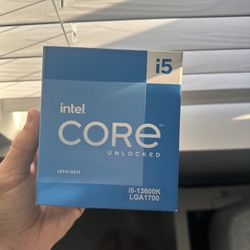 i5
intel
CORE
UNLOCKED
13TH GEN
i5-13600K
LGA1700